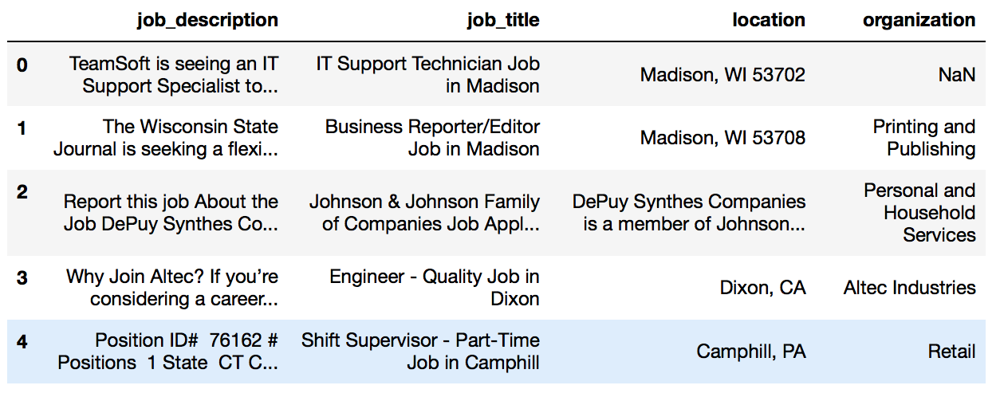 job_description job_title location organization
0 TeamSoft is seeing an IT Support Specialist to... IT Support Technician Job in Madison Madison, WI 53702 NaN
1 The Wisconsin State Journal is seeking a flexi... Business Reporter/Editor Job in Madison Madison, WI 53708 Printing and Publishing
2 Report this job About the Job DePuy Synthes Co... Johnson & Johnson Family of Companies Job Appl... DePuy Synthes Companies is a member of Johnson... Personal and Household Services
3 Why Join Altec? If you’re considering a career... Engineer - Quality Job in Dixon Dixon, CA Altec Industries
4 Position ID# 76162 # Positions 1 State CT C... Shift Supervisor - Part-Time Job in Camphill Camphill, PA Retail